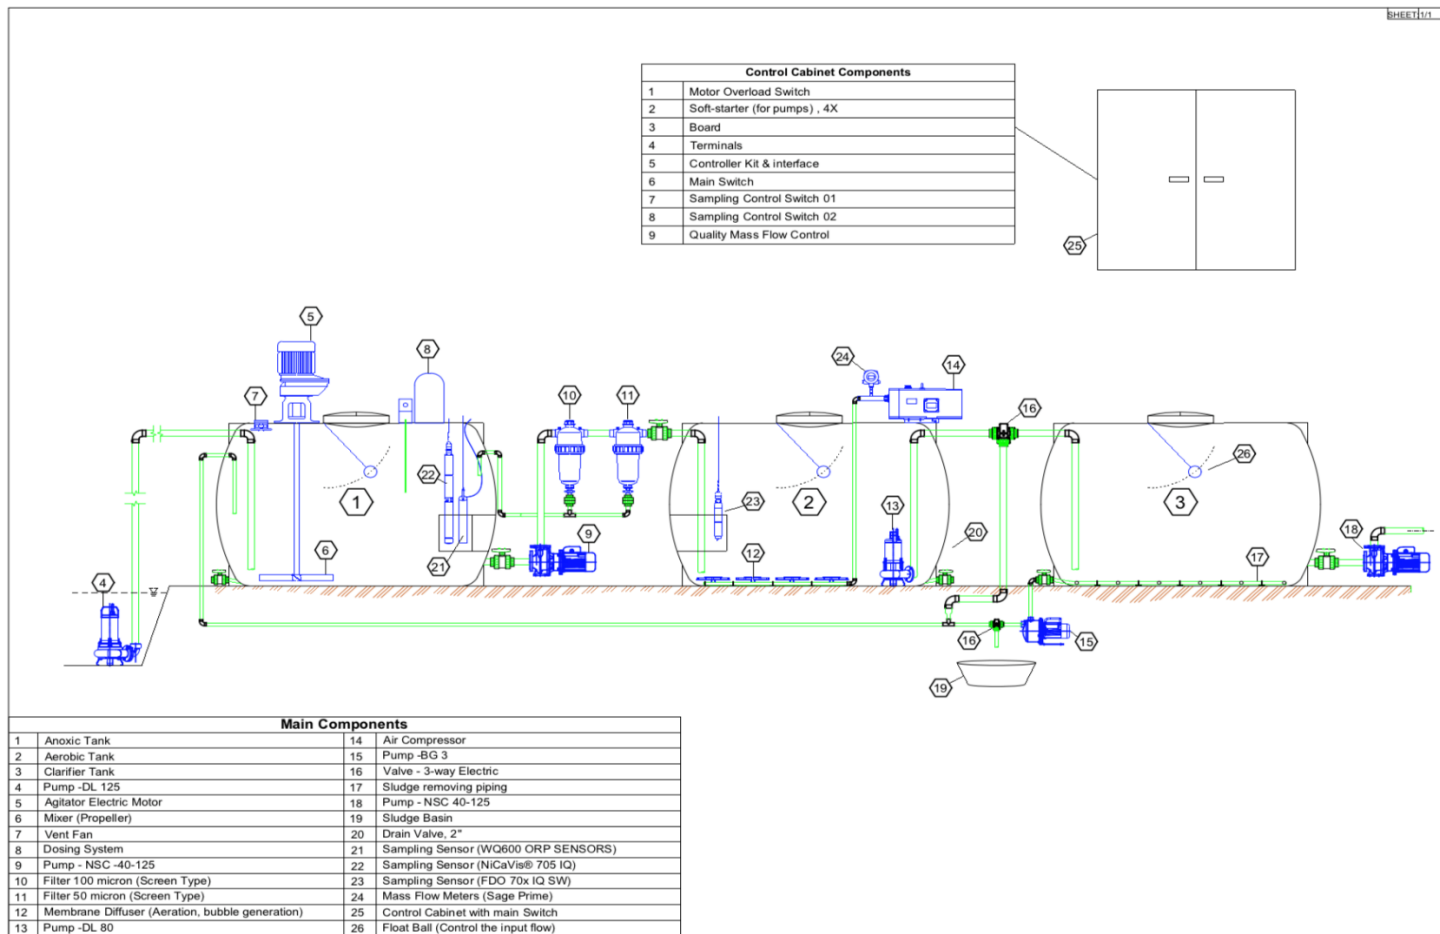 SHEET:1/1
Control Cabinet Components
1 Motor Overload Switch
2 Soft-starter (for pumps) , 4X
3 Board
4 Terminals
5 Controller Kit & interface
6 Main Switch
7 Sampling Control Switch 01
8 Sampling Control Switch 02
9 Quality Mass Flow Control
25
5
8
24
14
7
10
11
16
26
22
1
23
2
13
3
18
9
20
6
21
12
17
4
16
15
19
Main Components
1 Anoxic Tank 14 Air Compressor
2 Aerobic Tank 15 Pump -BG 3
3 Clarifier Tank 16 Valve - 3-way Electric
4 Pump -DL 125 17 Sludge removing piping
5 Agitator Electric Motor 18 Pump - NSC 40-125
6 Mixer (Propeller) 19 Sludge Basin
7 Vent Fan 20 Drain Valve, 2"
8 Dosing System 21 Sampling Sensor (WQ600 ORP SENSORS)
9 Pump - NSC -40-125 22 Sampling Sensor (NiCaVis® 705 IQ)
10 Filter 100 micron (Screen Type) 23 Sampling Sensor (FDO 70x IQ SW)
11 Filter 50 micron (Screen Type) 24 Mass Flow Meters (Sage Prime)
12 Membrane Diffuser (Aeration, bubble generation) 25 Control Cabinet with main Switch
13 Pump -DL 80 26 Float Ball (Control the input flow)